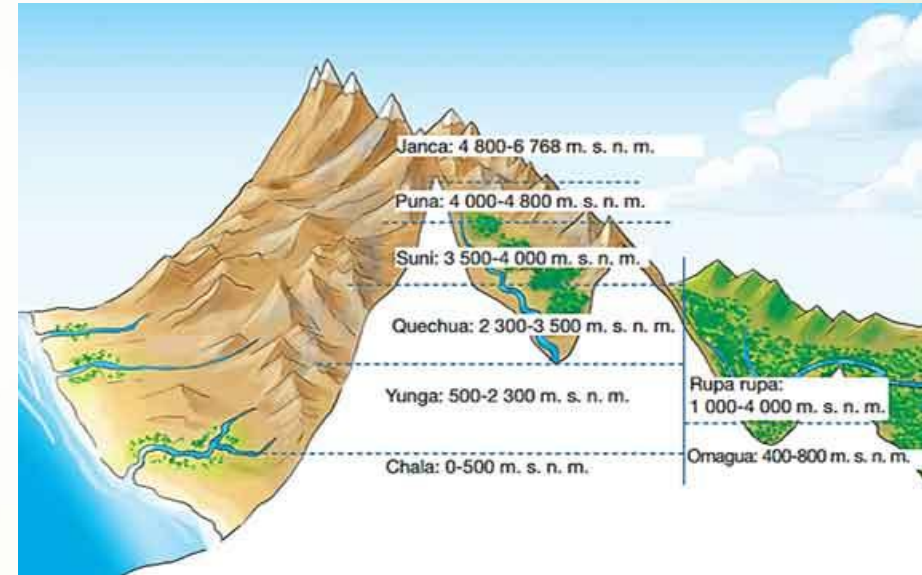 Janca: 4 800-6 768 m. s. n. m.
Puna: 4 000-4 800 m. s. n. m.
Suni: 3 500-4 000 m. s. n. m.
Quechua: 2 300-3 500 m. s. n. m.
Yunga: 500-2 300 m. s. n. m.
Chala: 0-500 m. s. n. m.
Rupa rupa:
1 000-4 000 m. s. n. m.
Omagua: 400-800 m. s. n. m.